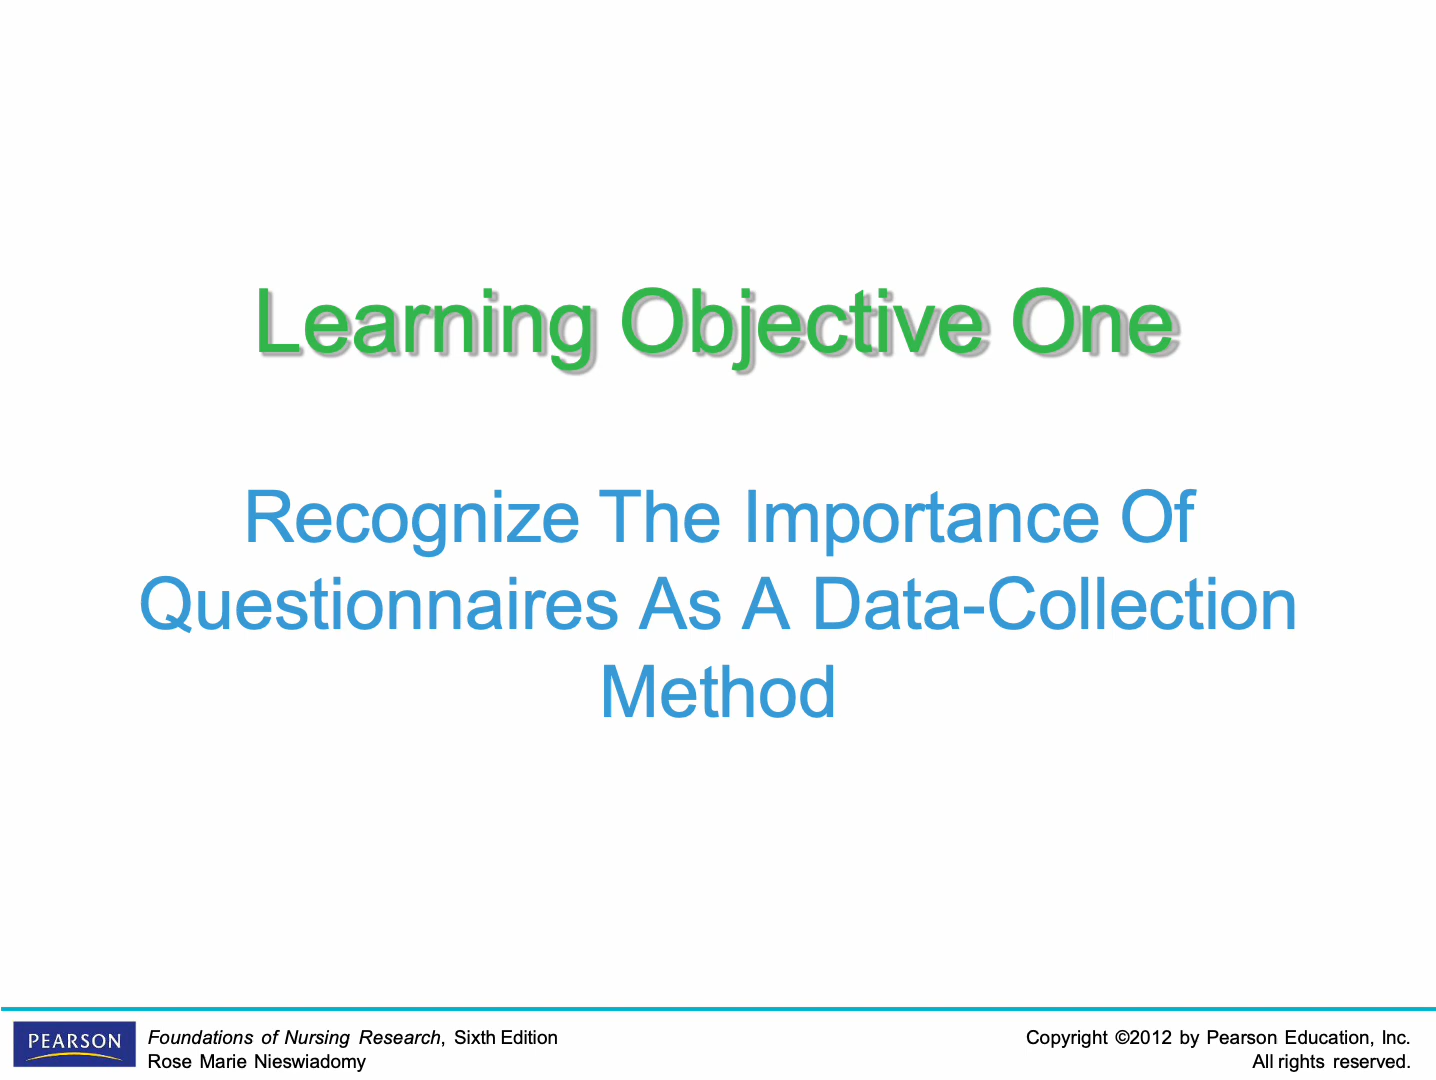 Learning Objective One
Recognize The Importance Of
Questionnaires As A Data-Collection
Method
PEARSON
Foundations of Nursing Research, Sixth Edition
Rose Marie Nieswiadomy
Copyright ©2012 by Pearson Education, Inc.
All rights reserved.